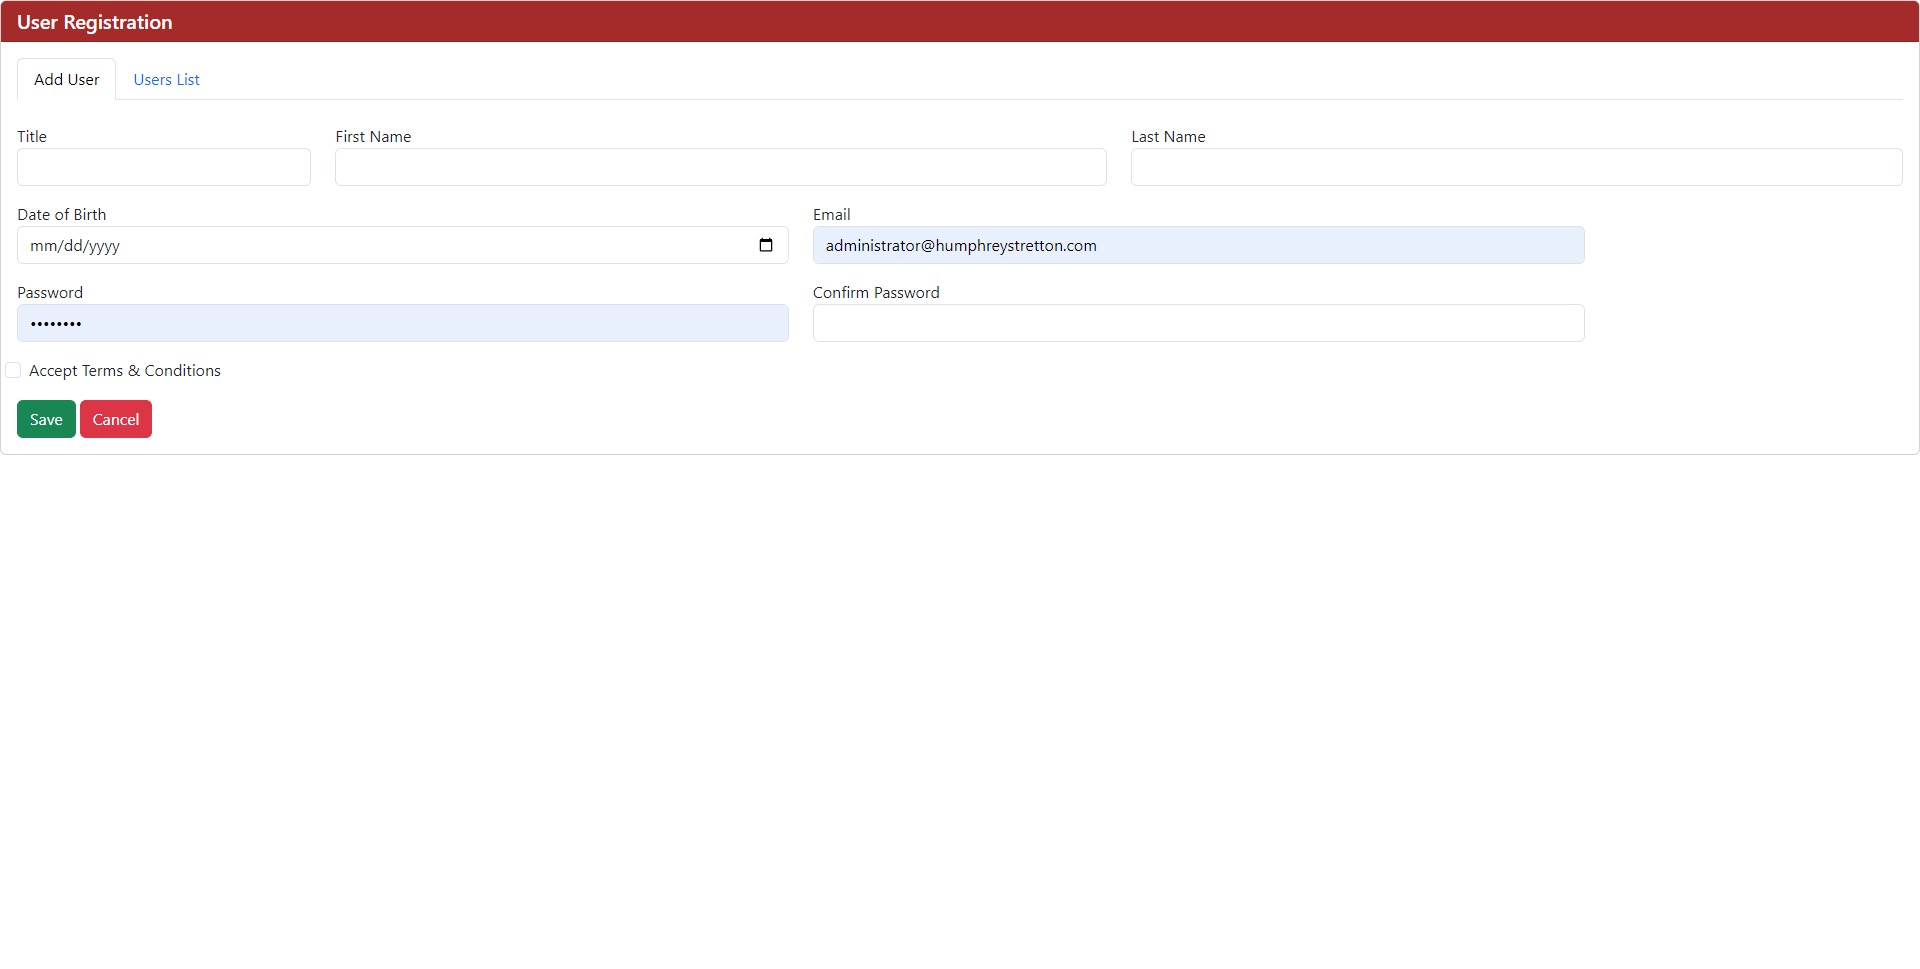 User Registration
Add User Users List
Title First Name Last Name
Date of Birth Email
mm/dd/yyyy administrator@humphreystretton.com
Password Confirm Password
••••••••
Accept Terms & Conditions
Save Cancel